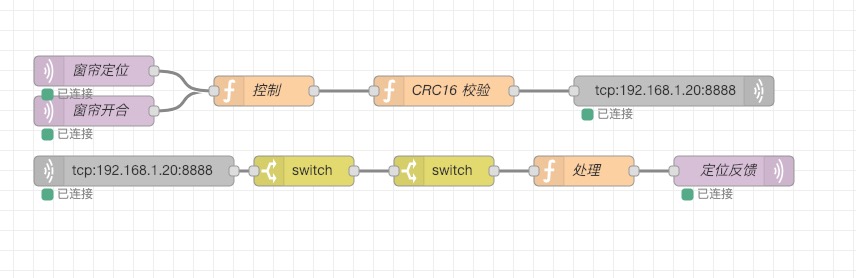 窗帘定位
已连接
窗帘开合
已连接
控制
CRC16 校验
tcp:192.168.1.20:8888
已连接
tcp:192.168.1.20:8888
已连接
switch
switch
处理
定位反馈
已连接